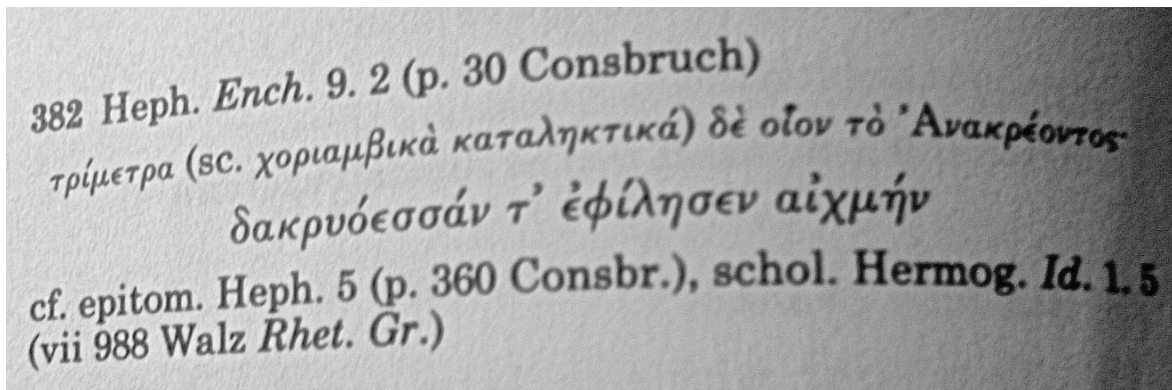 382 Heph. Ench. 9. 2 (p. 30 Consbruch)
τρίμετρα (sc. χοριαμβικὰ καταληκτικά) δὲ οἷον τὸ ᾿Ανακρέοντος·
δακρυόεσσάν τ᾿ ἐφίλησεν αἰχμήν
cf. epitom. Heph. 5 (p. 360 Consbr.), schol. Hermog. Id. 1. 5
(vii 988 Walz Rhet. Gr.)